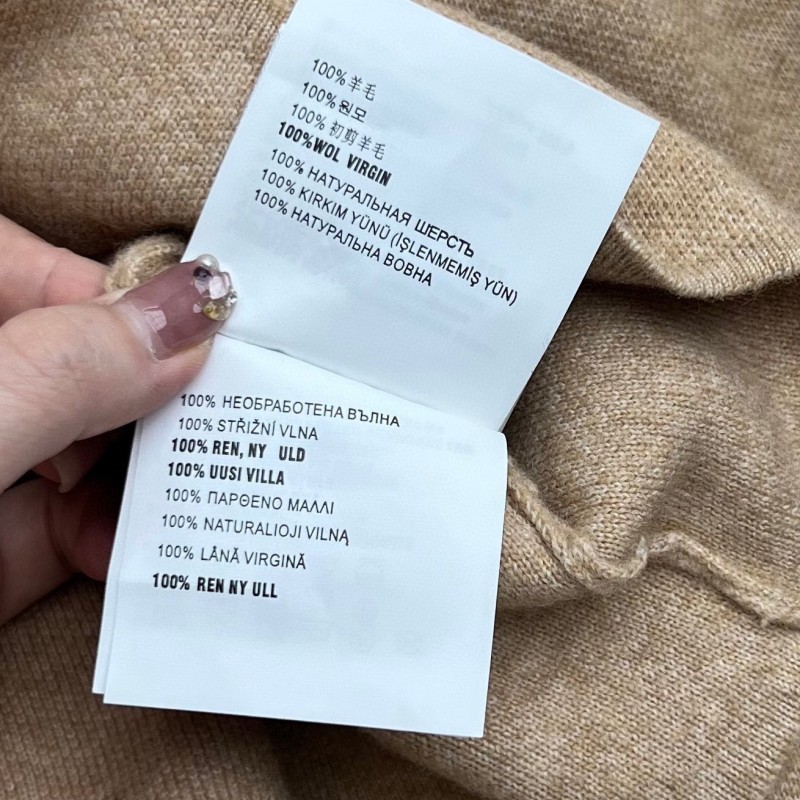 100%羊毛
100%원모
100% 初剪羊毛
100%WOL VIRGIN
100% НАТУРАЛЬНАЯ ШЕРСТЬ
100% KIRKIM YÜNÜ (İŞLENMEMİŞ YÜN)
100% НАТУРАЛЬНА ВОВНА
100% НЕОБРАБОТЕНА ВЪЛНА
100% STŘIŽNÍ VLNA
100% REN, NY ULD
100% UUSI VILLA
100% ΠΑΡΘΕΝΟ ΜΑΛΛΙ
100% NATURALIOJI VILNĄ
100% LÂNĂ VIRGINĂ
100% REN NY ULL